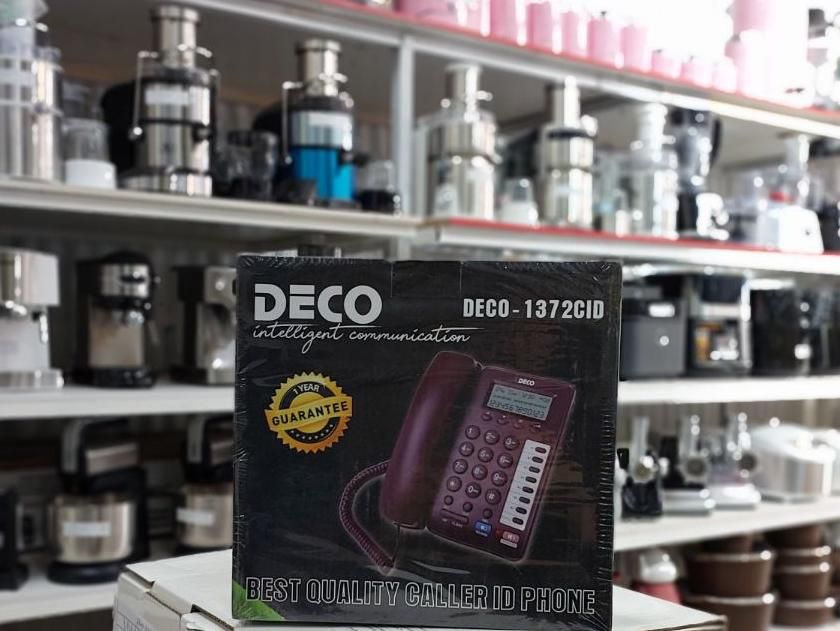 DECO
DECO-1372CID
intelligent communication
1 YEAR
GUARANTEE
DECO
BEST QUALITY CALLER ID PHONE